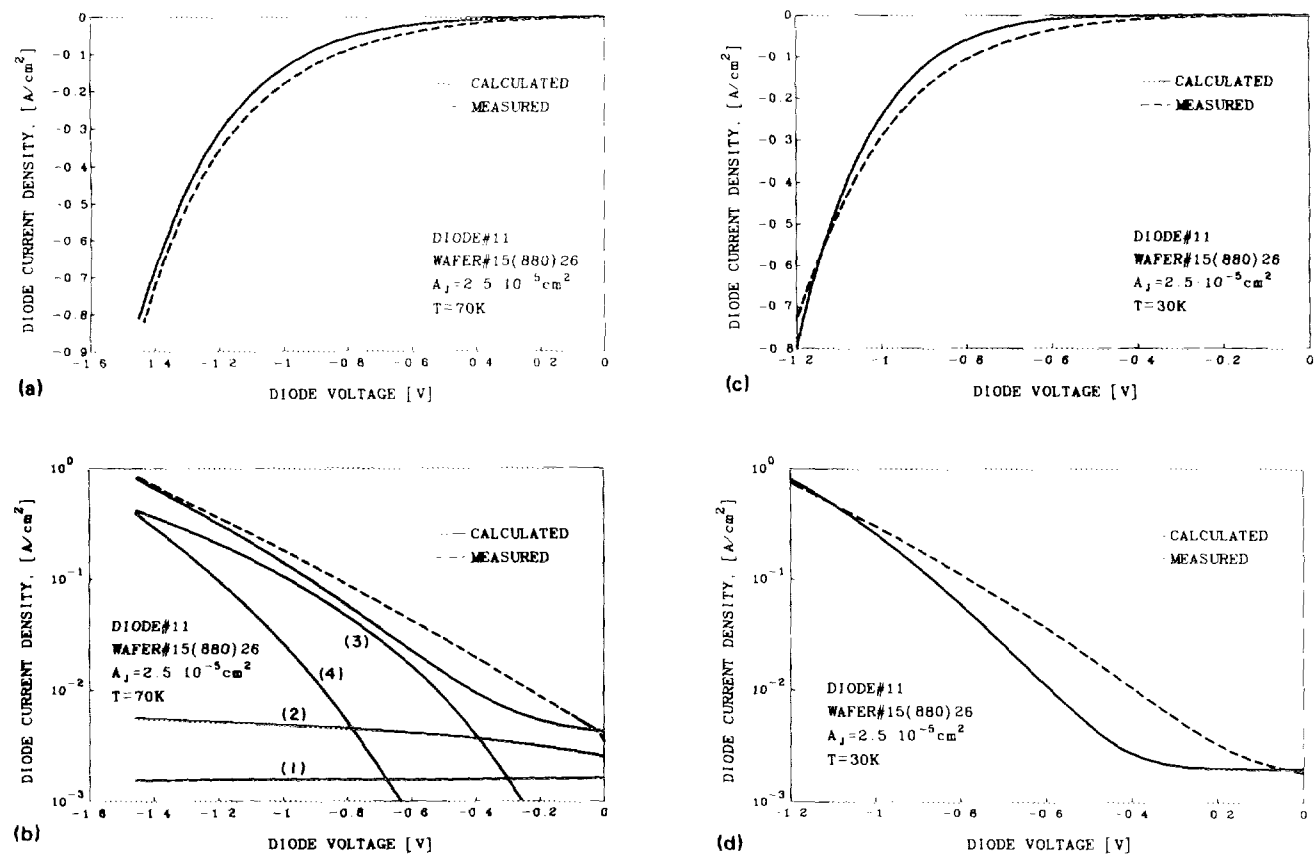 (a)
DIODE CURRENT DENSITY, [A/cm²]
0
-0 1
-0 2
-0 3
-0 4
-0 5
-0 6
-0 7
-0.8
-0 9
-1 6
-1 4
-1 2
-1
-0 8
-0 6
-0 4
-0 2
0
DIODE VOLTAGE [V]
CALCULATED
MEASURED
DIODE#11
WAFER#15(880)26
A_J=2 5 10⁻⁵cm²
T=70K
(c)
DIODE CURRENT DENSITY, [A/cm²]
0
-0 1
-0 2
-0.3
-0 4
-0 5
-0 6
-0 7
-0 8
-1 2
-1
-0 8
-0 6
-0 4
-0.2
0
DIODE VOLTAGE [V]
CALCULATED
MEASURED
DIODE#11
WAFER#15(880)26
A_J=2.5·10⁻⁵cm²
T=30K
(b)
DIODE CURRENT DENSITY, [A/cm²]
10⁰
10⁻¹
10⁻²
10⁻³
-1 6
-1 4
-1 2
-1
-0 8
-0 6
-0 4
-0.2
0
DIODE VOLTAGE [V]
CALCULATED
MEASURED
DIODE#11
WAFER#15(880)26
A_J=2.5 10⁻⁵cm²
T=70K
(3)
(4)
(2)
(1)
(d)
DIODE CURRENT DENSITY, [A/cm²]
10⁰
10⁻¹
10⁻²
10⁻³
-1 2
-1
-0 8
-0 6
-0 4
-0 2
0
DIODE VOLTAGE [V]
CALCULATED
MEASURED
DIODE#11
WAFER#15(880)26
A_J=2.5 10⁻⁵cm²
T=30K